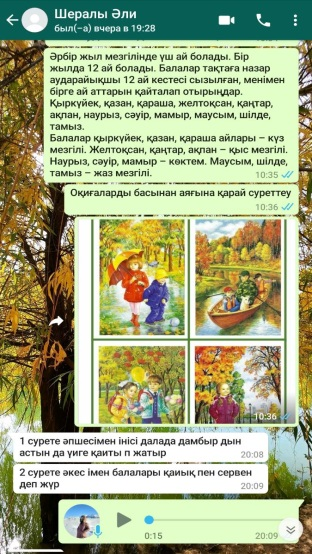 Шералы Әли
был(-а) вчера в 19:28
Әрбір жыл мезгілінде үш ай болады. Бір
жылда 12 ай болады. Балалар тақтаға назар
аударайықшы 12 ай кестесі сызылған, менімен
бірге ай аттарын қайталап отырыңдар.
Қыркүйек, қазан, қараша, желтоқсан, қаңтар,
ақпан, наурыз, сәуір, мамыр, маусым, шілде,
тамыз.
Балалар қыркүйек, қазан, қараша айлары – күз
мезгілі. Желтоқсан, қаңтар, ақпан – қыс мезгілі.
Наурыз, сәуір, мамыр – көктем. Маусым, шілде,
тамыз – жаз мезгілі.
10:35
Оқиғаларды басынан аяғына қарай суреттеу
10:36
10:36
1 сурете әпшесімен інісі далада дамбыр дын
астын да үиге қаиты п жатыр
20:08
2 сурете әкес імен балалары қаиық пен сервен
деп жүр
20:09
0:15
20:09